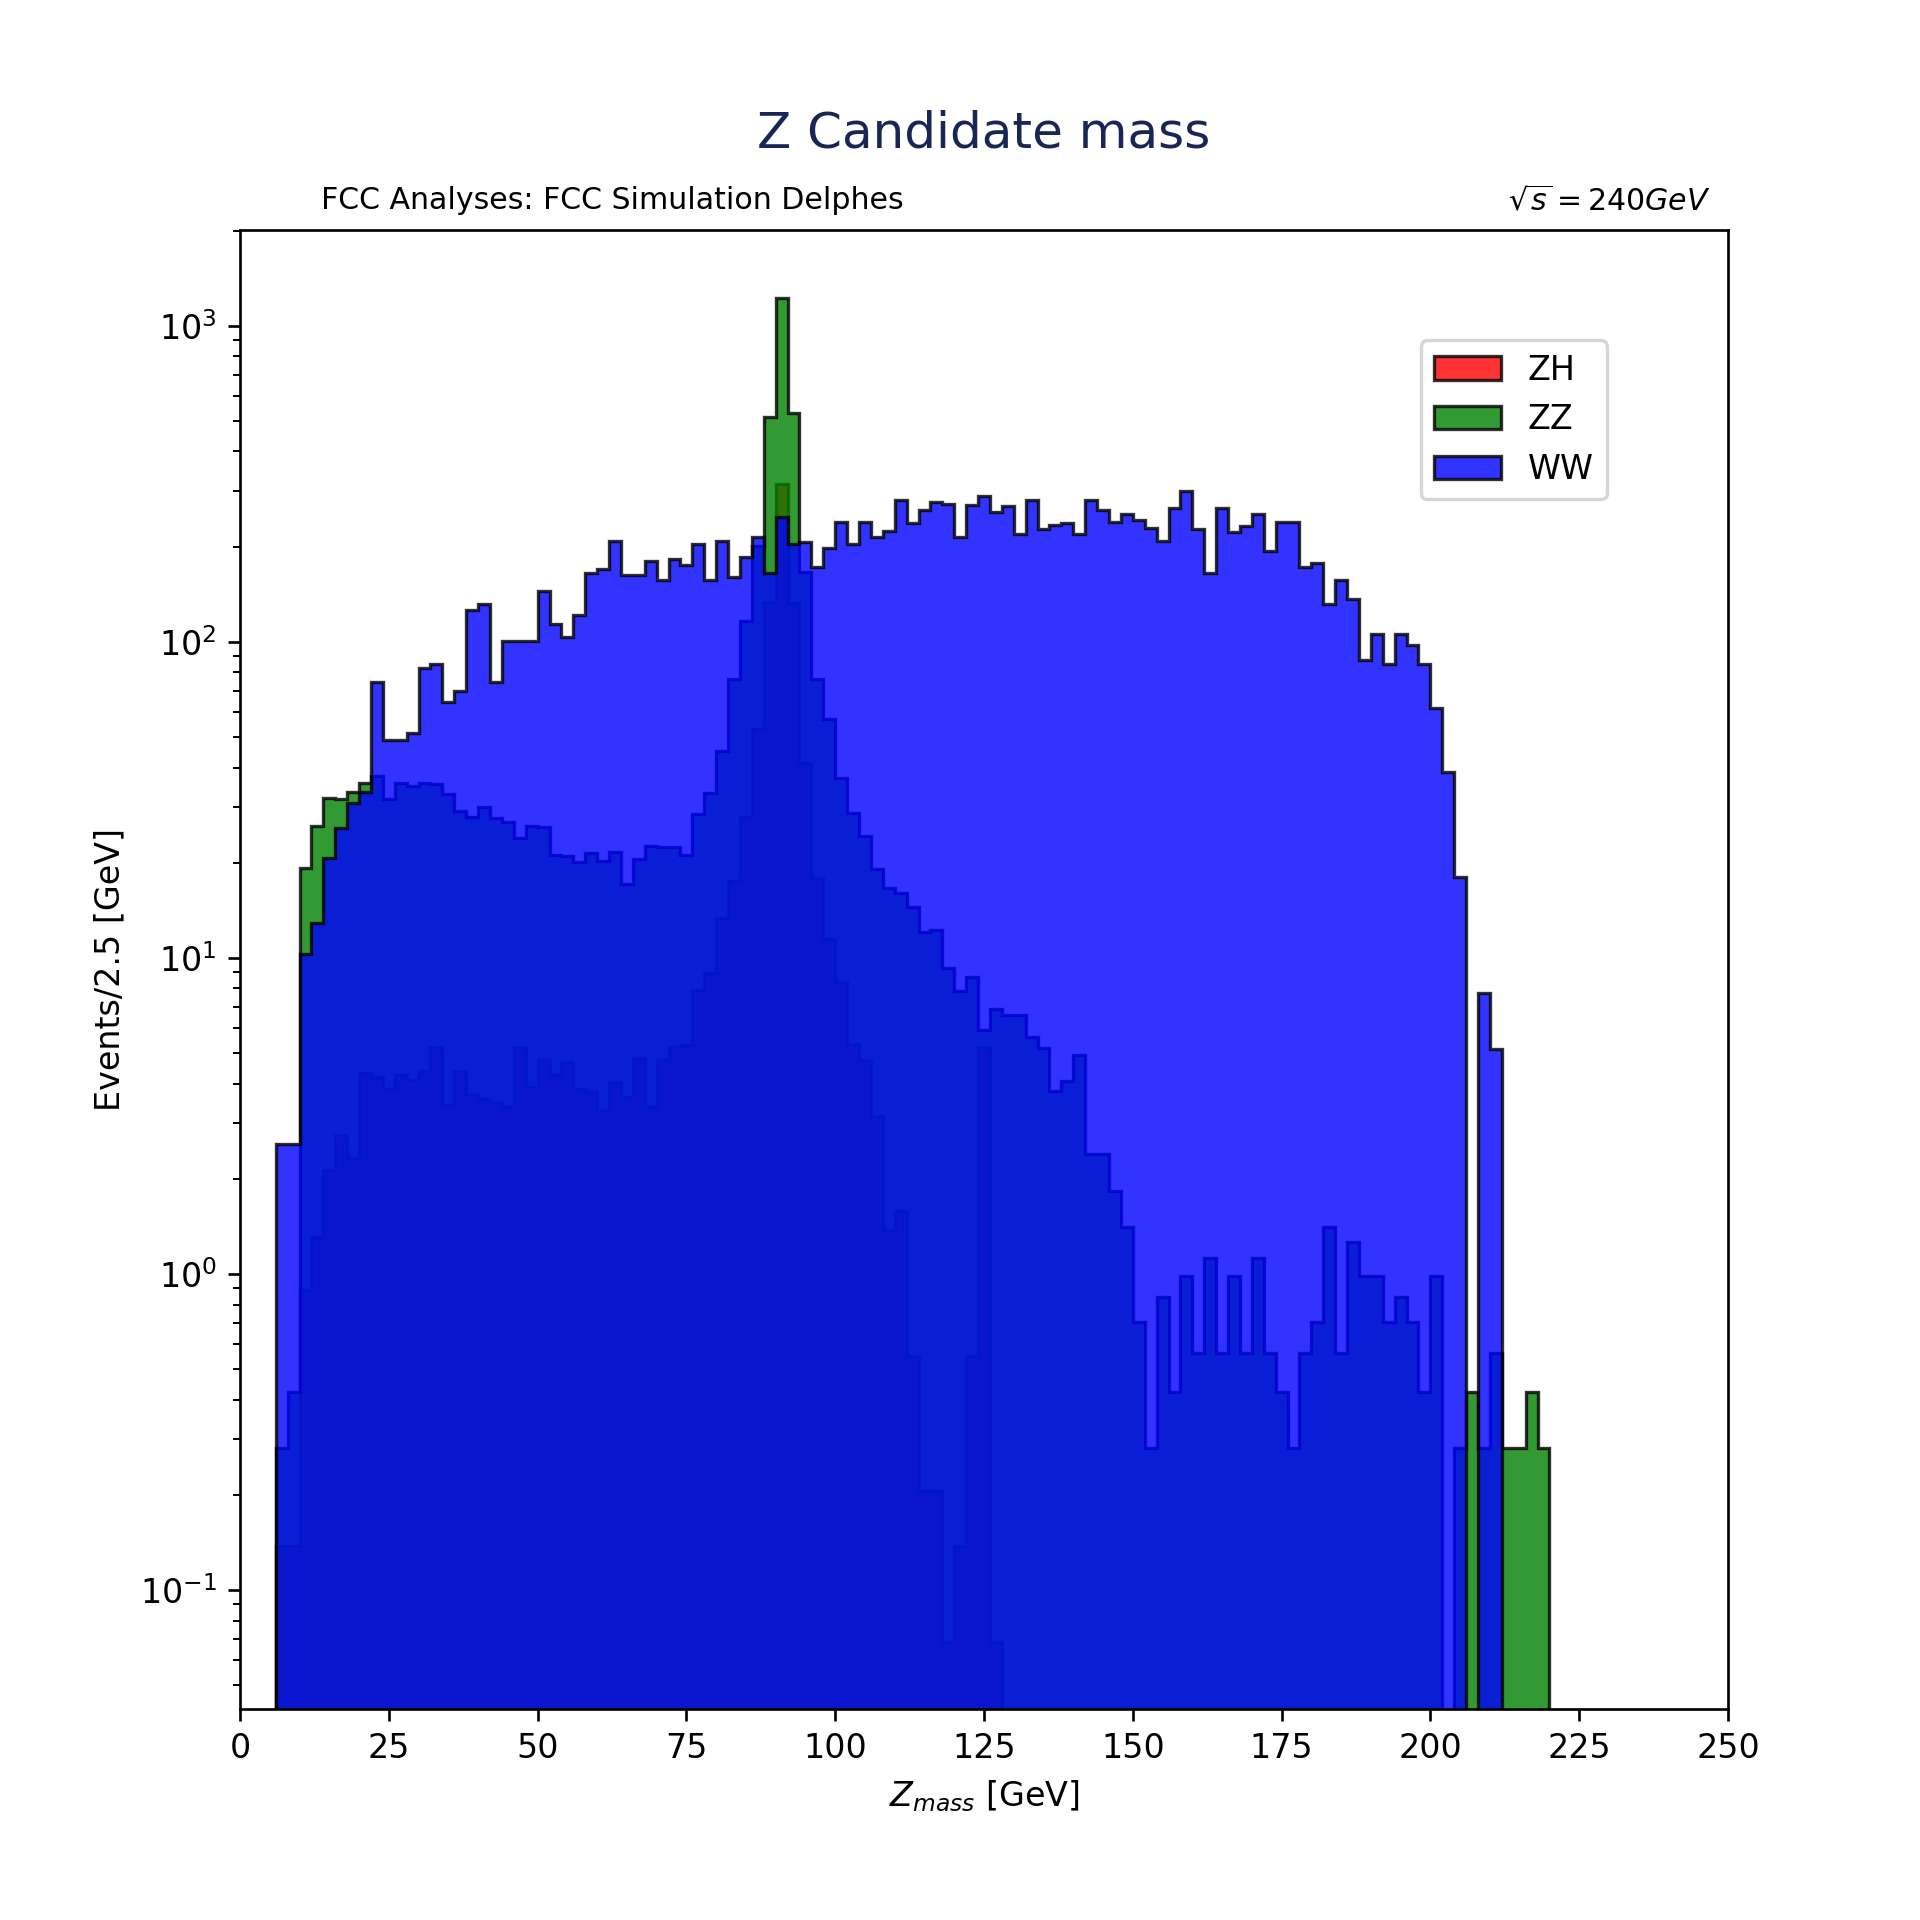 Z Candidate mass
FCC Analyses: FCC Simulation Delphes
√s = 240GeV
10³
10²
10¹
10⁰
10⁻¹
Events/2.5 [GeV]
ZH
ZZ
WW
0 25 50 75 100 125 150 175 200 225 250
Z_mass [GeV]